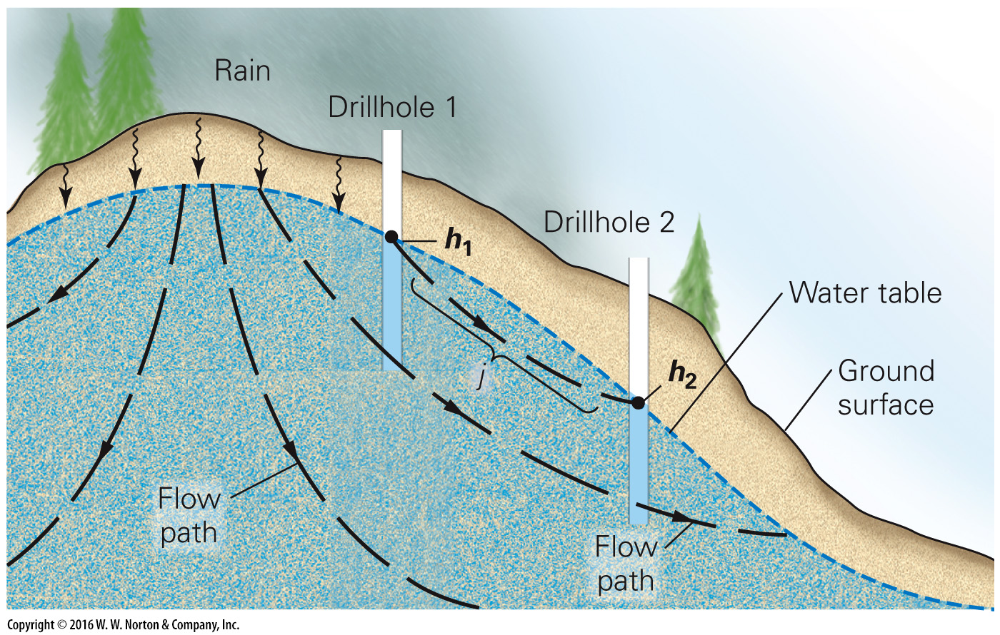 Rain
Drillhole 1
h1
Drillhole 2
Water table
j
h2
Ground
surface
Flow
path
Flow
path
Copyright © 2016 W. W. Norton & Company, Inc.